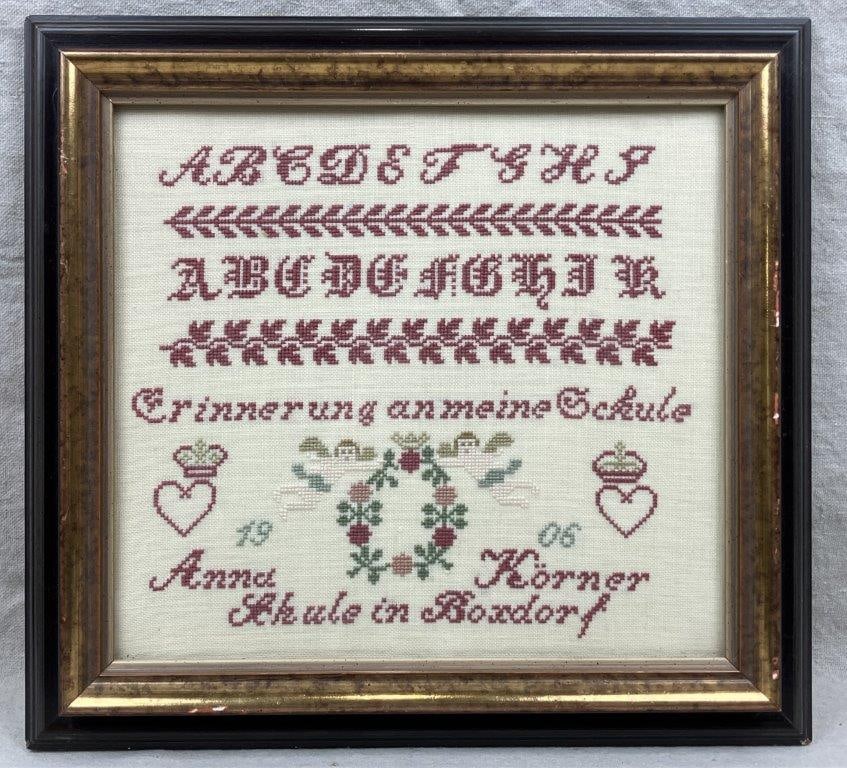 ABCDEFGHI
ABCDEFGHIK
Erinnerung an meine Schule
19 06
Anna Körner
Schule in Boxdorf